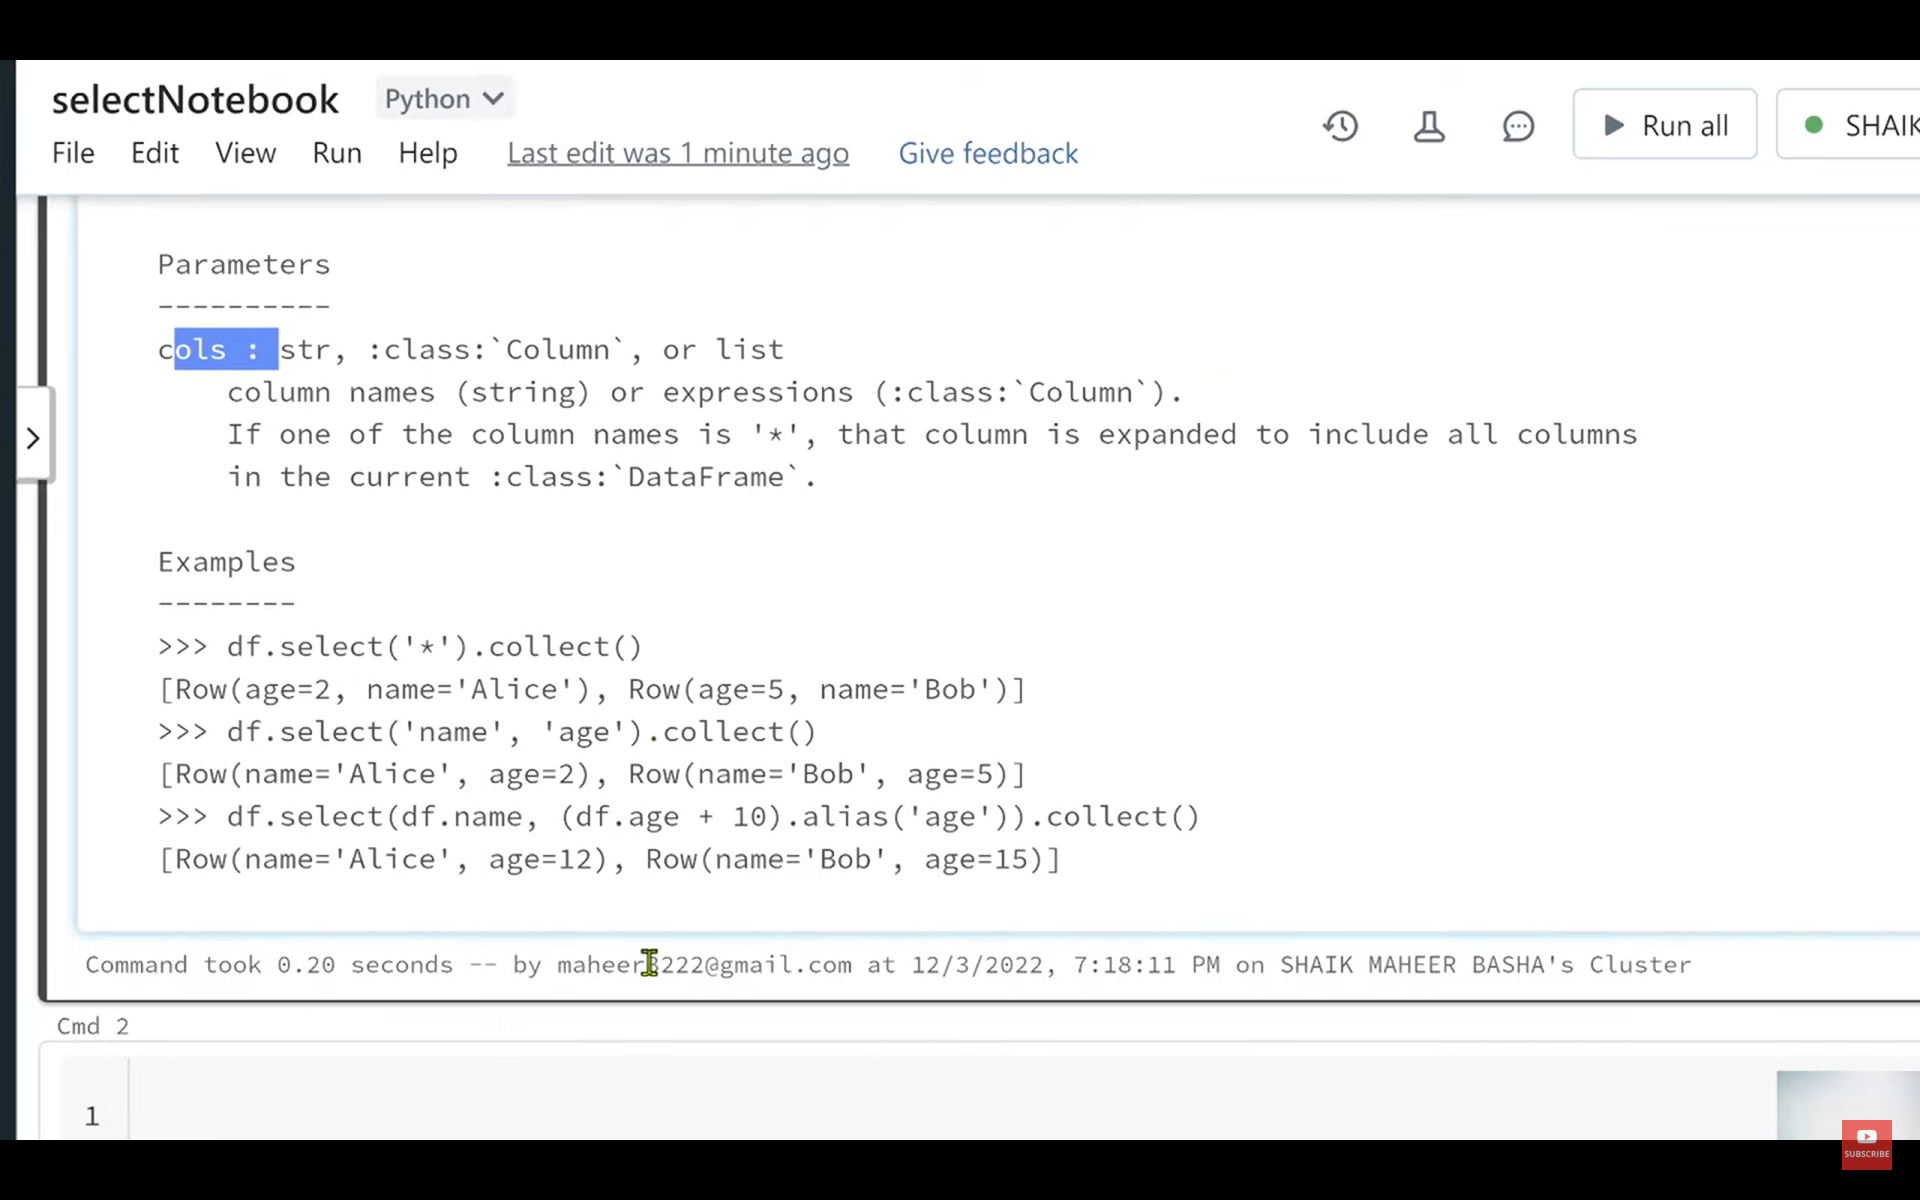 selectNotebook Python
File Edit View Run Help Last edit was 1 minute ago Give feedback Run all SHAIK
Parameters
----------
cols : str, :class:`Column`, or list
column names (string) or expressions (:class:`Column`).
If one of the column names is '*', that column is expanded to include all columns
in the current :class:`DataFrame`.
Examples
--------
>>> df.select('*').collect()
[Row(age=2, name='Alice'), Row(age=5, name='Bob')]
>>> df.select('name', 'age').collect()
[Row(name='Alice', age=2), Row(name='Bob', age=5)]
>>> df.select(df.name, (df.age + 10).alias('age')).collect()
[Row(name='Alice', age=12), Row(name='Bob', age=15)]
Command took 0.20 seconds -- by at 12/3/2022, 7:18:11 PM on SHAIK MAHEER BASHA's Cluster
Cmd 2
1
SUBSCRIBE